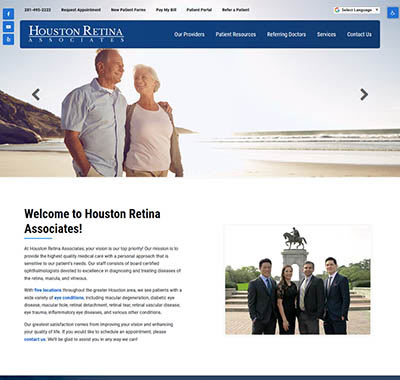 281-495-2222 Request Appointment New Patient Forms Pay My Bill Patient Portal Refer a Patient Select Language
HOUSTON RETINA
ASSOCIATES
Our Providers Patient Resources Referring Doctors Services Contact Us
Welcome to Houston Retina
Associates!
At Houston Retina Associates, your vision is our top priority! Our mission is to
provide the highest quality medical care with a personal approach that is
sensitive to our patient's needs. Our staff consists of board certified
ophthalmologists devoted to excellence in diagnosing and treating diseases of
the retina, macula, and vitreous.
With five locations throughout the greater Houston area, we see patients with a
wide variety of eye conditions, including macular degeneration, diabetic eye
disease, macular hole, retinal detachment, retinal tear, retinal vascular disease,
eye trauma, inflammatory eye diseases, and various other conditions.
Our greatest satisfaction comes from improving your vision and enhancing
your quality of life. If you would like to schedule an appointment, please
contact us. We'll be glad to assist you in any way we can!